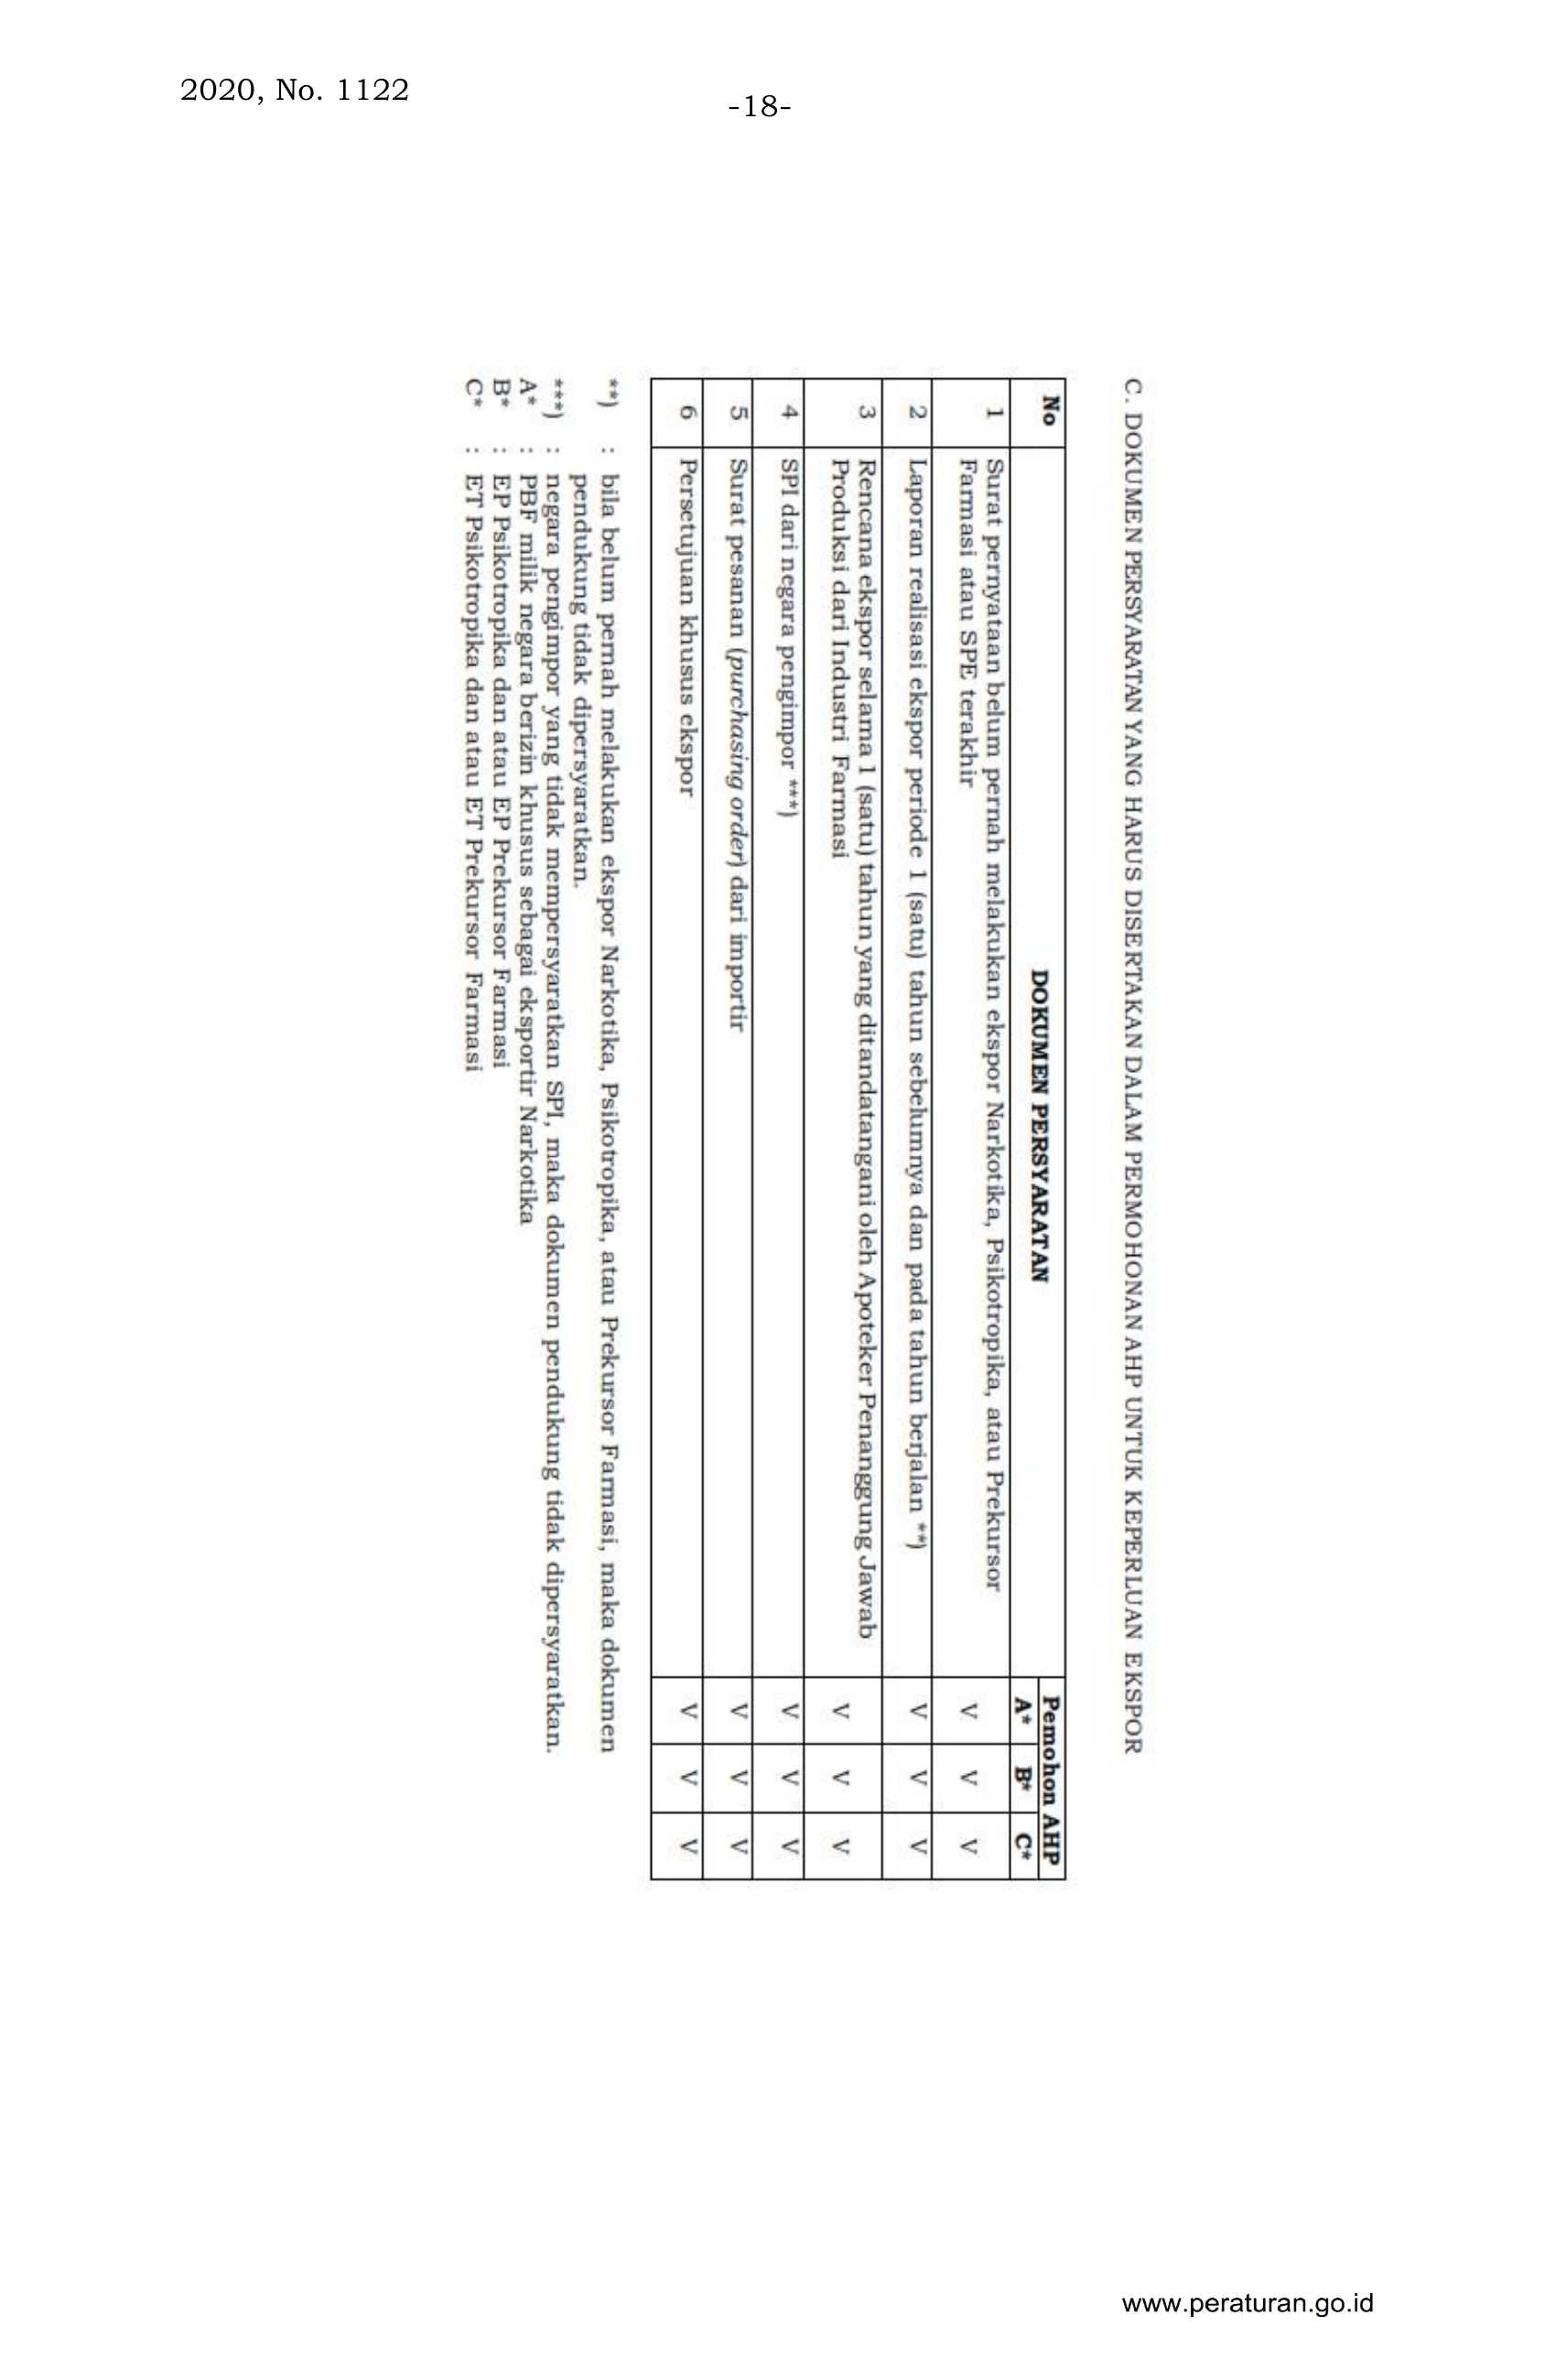 2020, No. 1122
-18-
C. DOKUMEN PERSYARATAN YANG HARUS DISERTAKAN DALAM PERMOHONAN AHP UNTUK KEPERLUAN EKSPOR
No DOKUMEN PERSYARATAN Pemohon AHP
A* B* C*
1 Surat pernyataan belum pernah melakukan ekspor Narkotika, Psikotropika, atau Prekursor V V V
Farmasi atau SPE terakhir
2 Laporan realisasi ekspor periode 1 (satu) tahun sebelumnya dan pada tahun berjalan **) V V V
3 Rencana ekspor selama 1 (satu) tahun yang ditandatangani oleh Apoteker Penanggung Jawab
Produksi dari Industri Farmasi V V V
4 SPI dari negara pengimpor ***) V V V
5 Surat pesanan (purchasing order) dari importir V V V
6 Persetujuan khusus ekspor V V V
**) : bila belum pernah melakukan ekspor Narkotika, Psikotropika, atau Prekursor Farmasi, maka dokumen
pendukung tidak dipersyaratkan.
***) : negara pengimpor yang tidak mempersyaratkan SPI, maka dokumen pendukung tidak dipersyaratkan.
A* : PBF milik negara berizin khusus sebagai eksportir Narkotika
B* : EP Psikotropika dan atau EP Prekursor Farmasi
C* : ET Psikotropika dan atau ET Prekursor Farmasi
www.peraturan.go.id